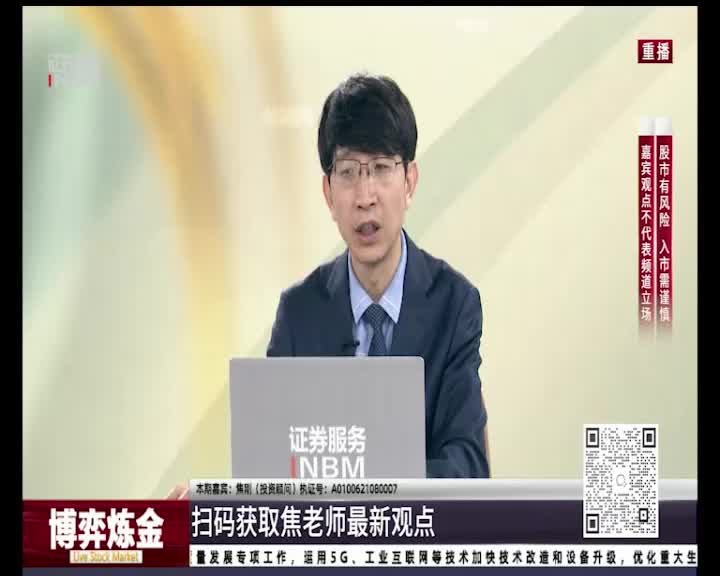 证券
NBM
重播
股市有风险 入市需谨慎
嘉宾观点不代表频道立场
证券服务
NBM
本期嘉宾：焦刚（投资顾问）执证号：A0100621080007
博弈炼金
Live Stock Market
扫码获取焦老师最新观点
量发展专项工作，运用5G、工业互联网等技术加快技术改造和设备升级，优化重大生